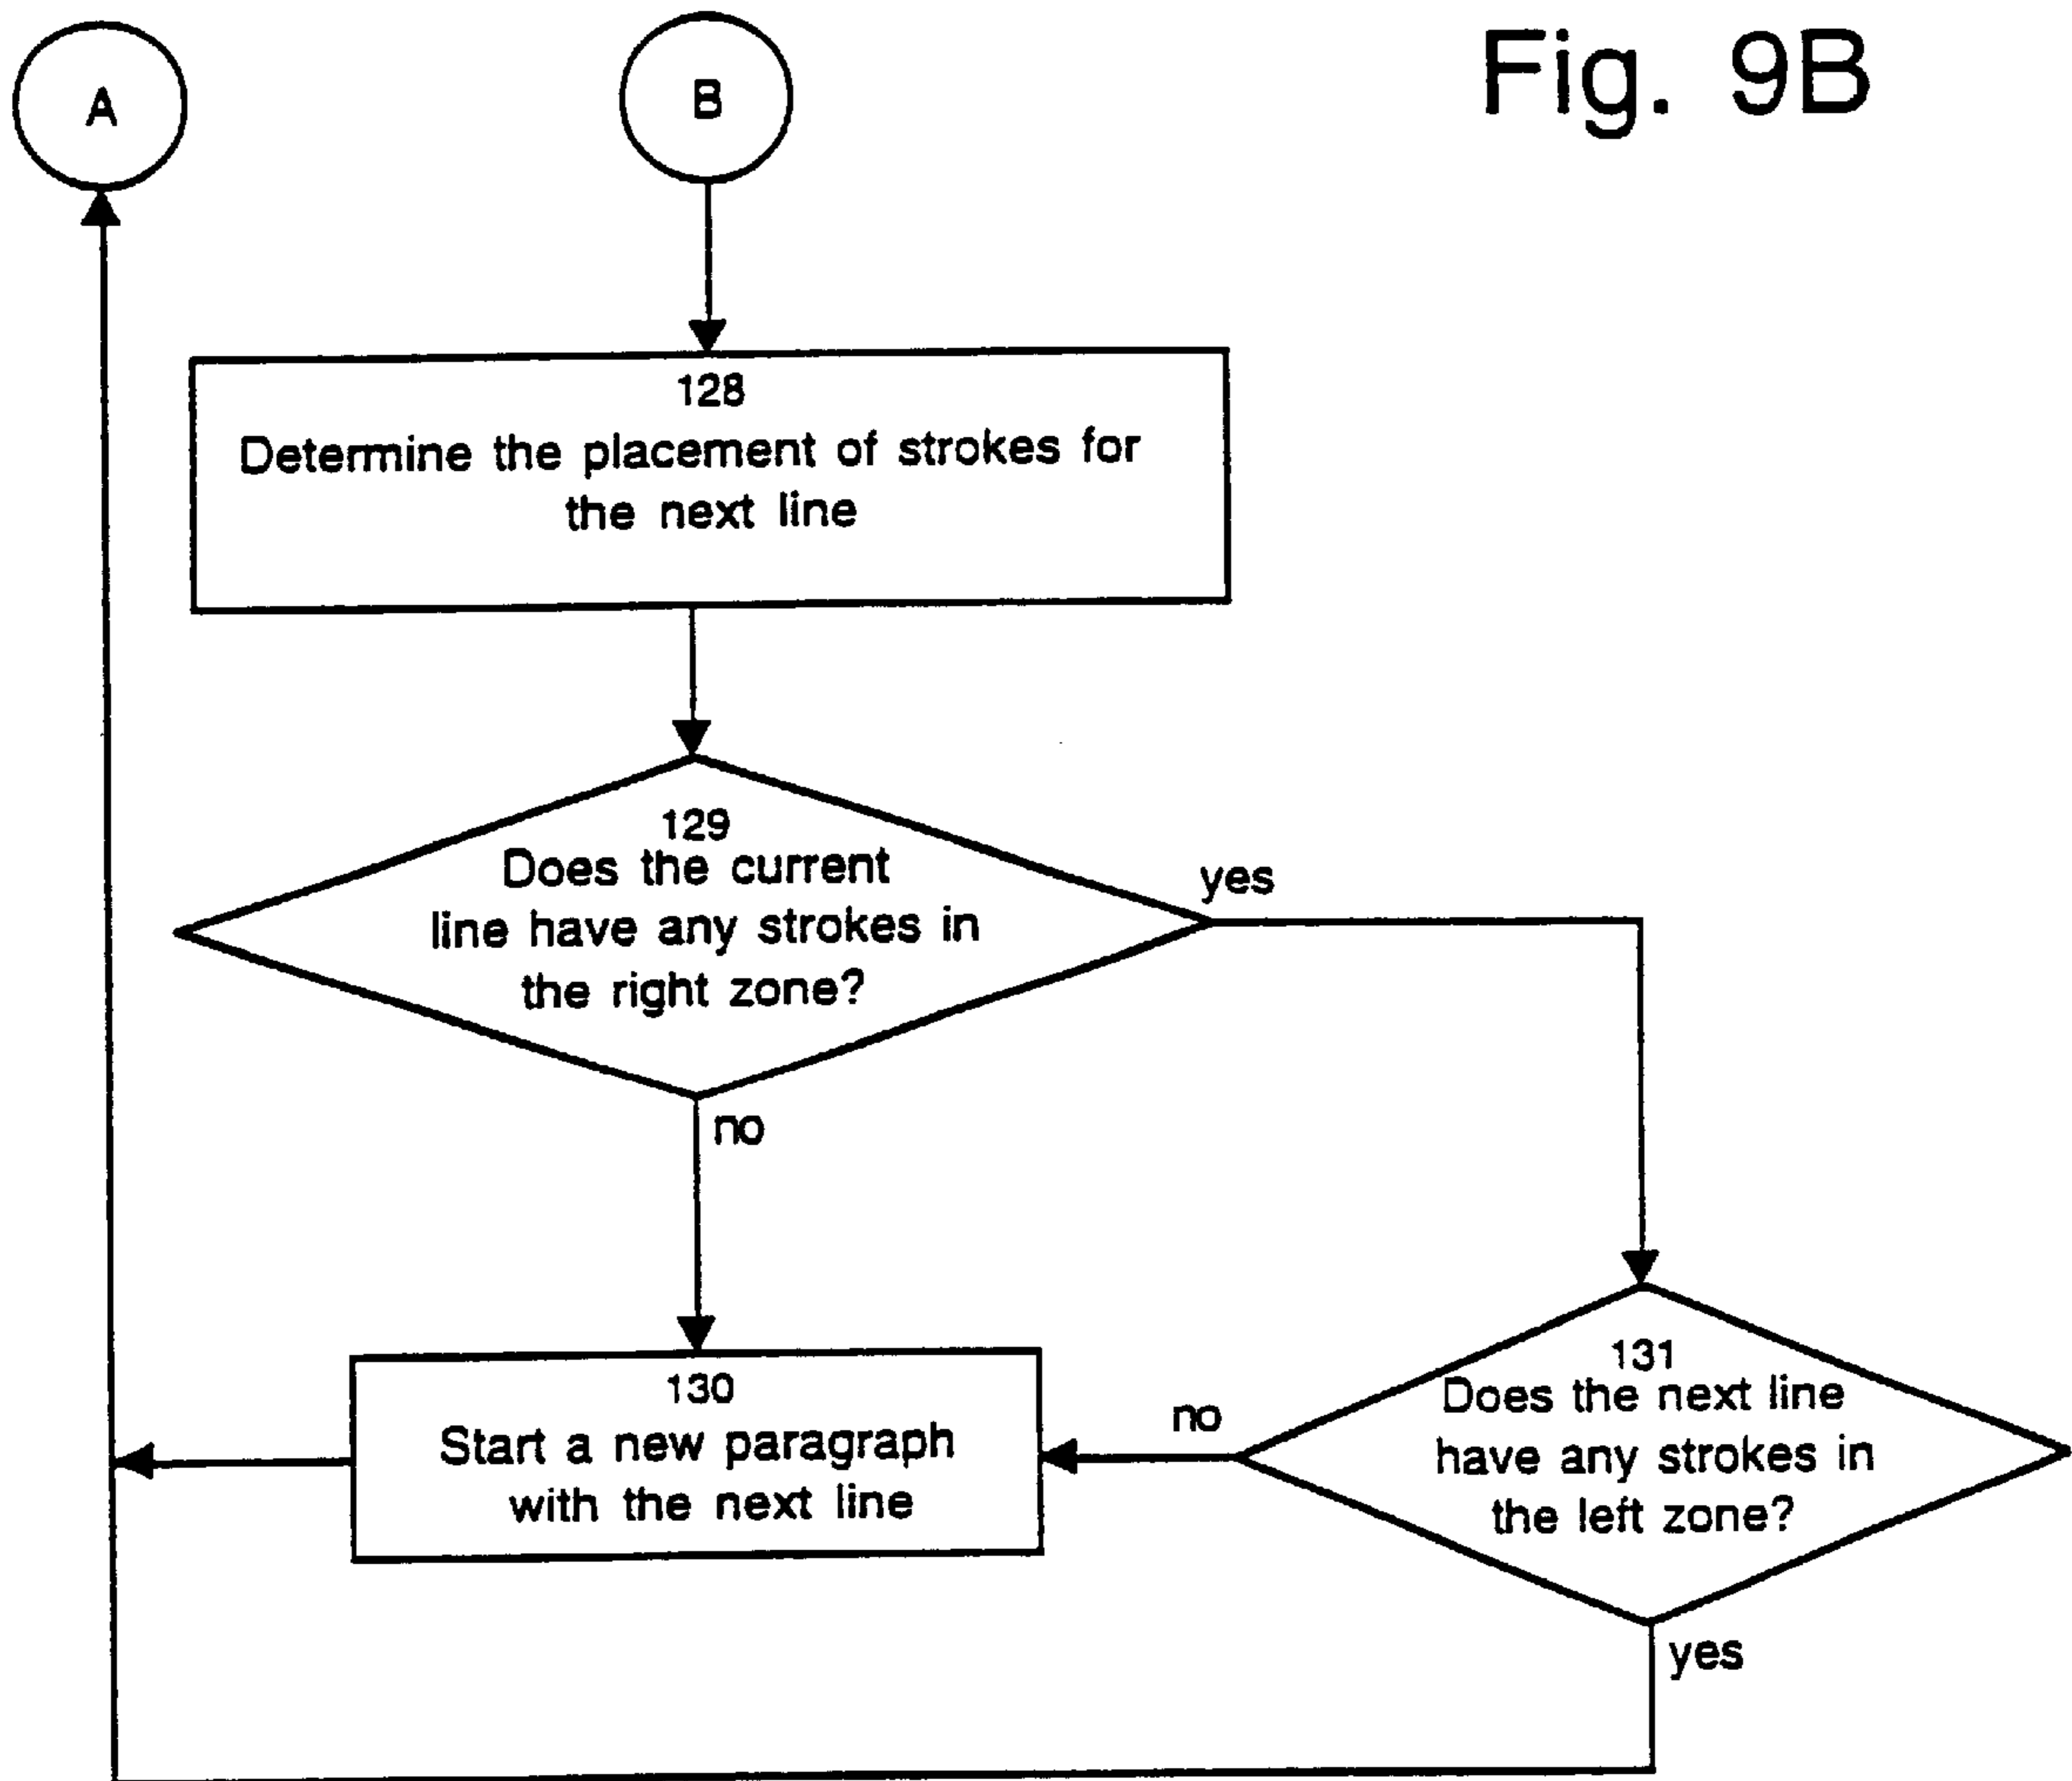 Fig. 9B
A
B
128
Determine the placement of strokes for
the next line
129
Does the current
line have any strokes in
the right zone?
yes
no
130
Start a new paragraph
with the next line
no
131
Does the next line
have any strokes in
the left zone?
yes